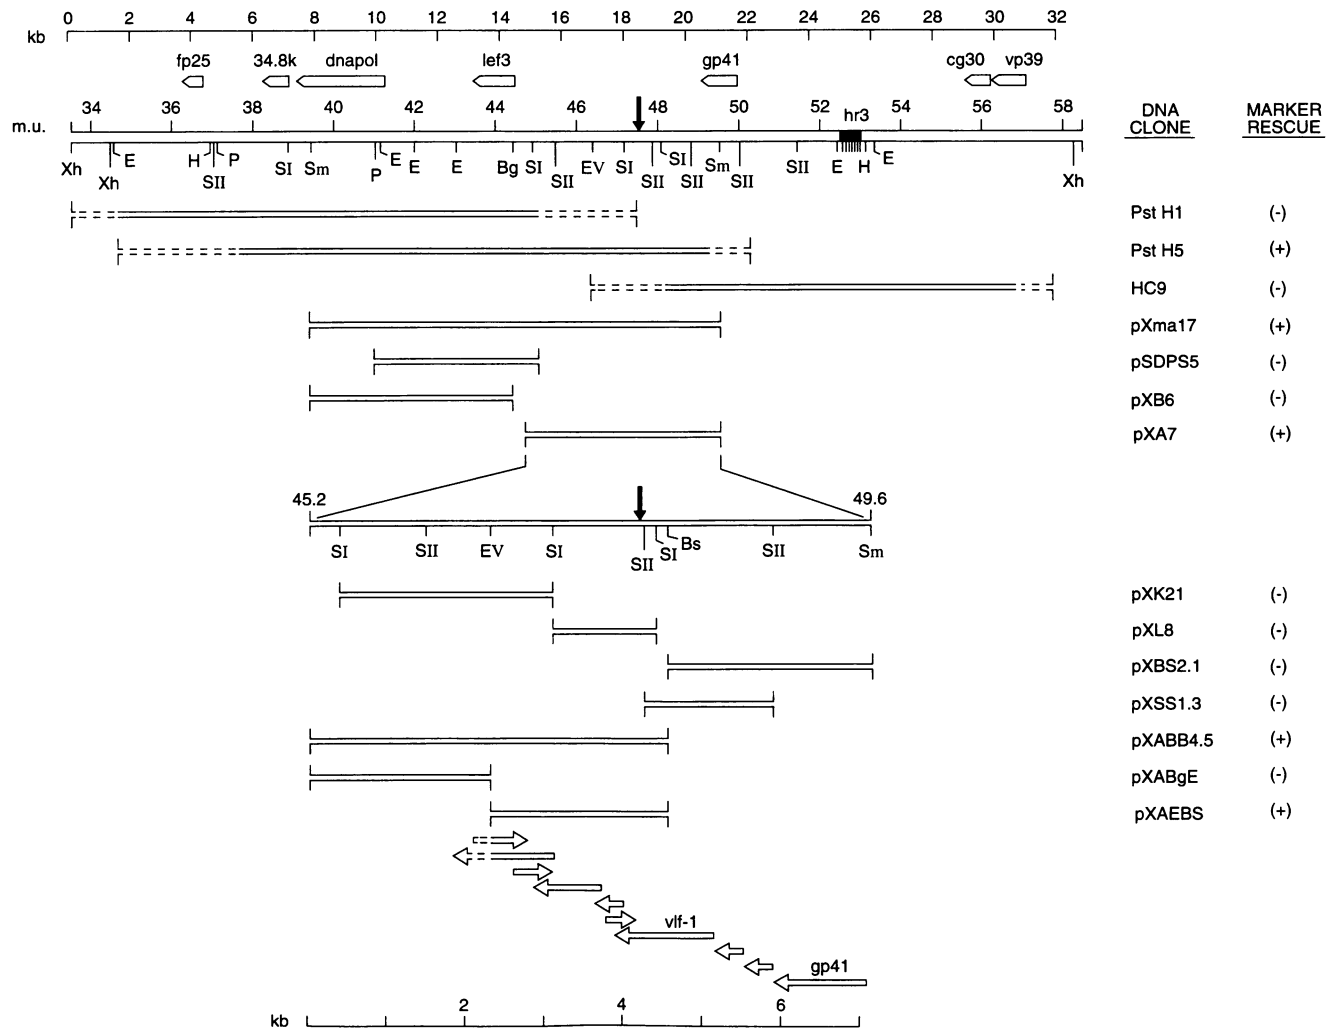 0 2 4 6 8 10 12 14 16 18 20 22 24 26 28 30 32
kb
fp25 34.8k dnapol lef3 gp41 cg30 vp39
34 36 38 40 42 44 46 48 50 52 54 56 58
hr3
m.u.
DNA CLONE MARKER RESCUE
Xh Xh E H SII P SI Sm P E E E Bg SI SII EV SI SII SI SII Sm SII SII E H E Xh
Pst H1 (-)
Pst H5 (+)
HC9 (-)
pXma17 (+)
pSDPS5 (-)
pXB6 (-)
pXA7 (+)
45.2 49.6
SI SII EV SI SII SI Bs SII Sm
pXK21 (-)
pXL8 (-)
pXBS2.1 (-)
pXSS1.3 (-)
pXABB4.5 (+)
pXABgE (-)
pXAEBS (+)
vlf-1
gp41
kb 2 4 6